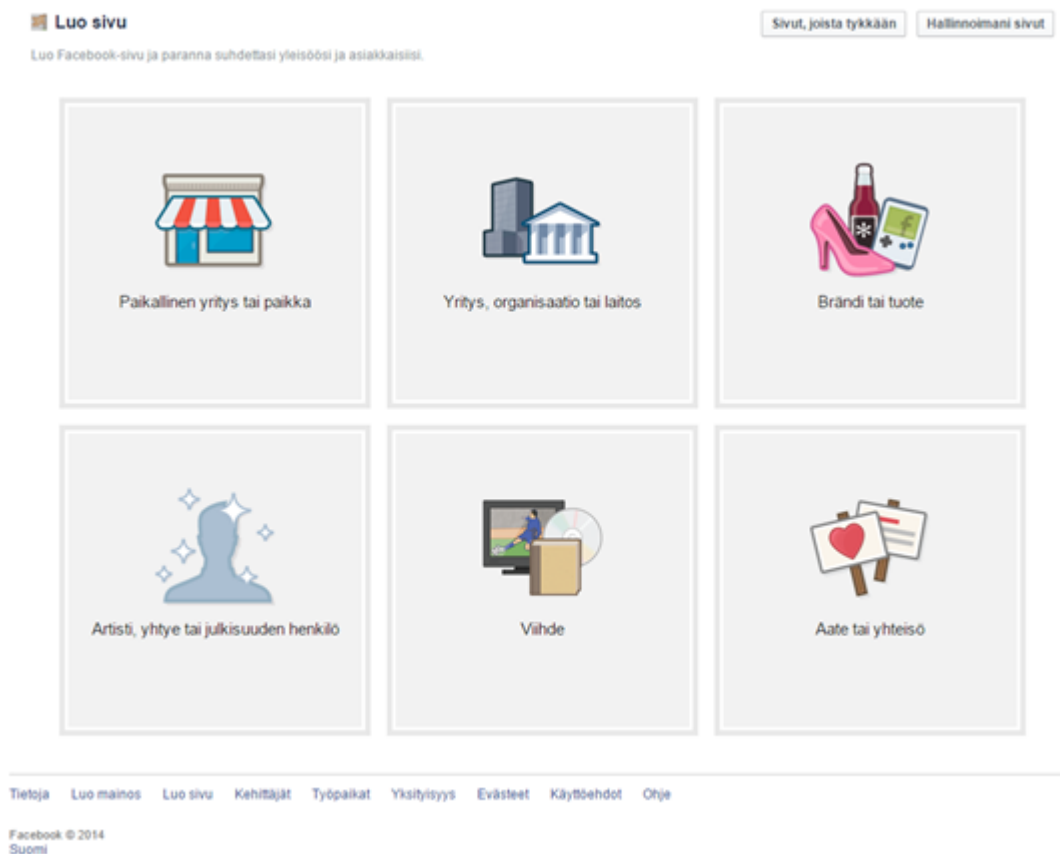 Luo sivu
Sivut, joista tykkään
Hallinnoimani sivut
Luo Facebook-sivu ja paranna suhdettasi yleisöösi ja asiakkaisiisi.
Paikallinen yritys tai paikka
Yritys, organisaatio tai laitos
Brändi tai tuote
Artisti, yhtye tai julkisuuden henkilö
Viihde
Aate tai yhteisö
Tietoja Luo mainos Luo sivu Kehittäjät Työpaikat Yksityisyys Evästeet Käyttöehdot Ohje
Facebook © 2014
Suomi